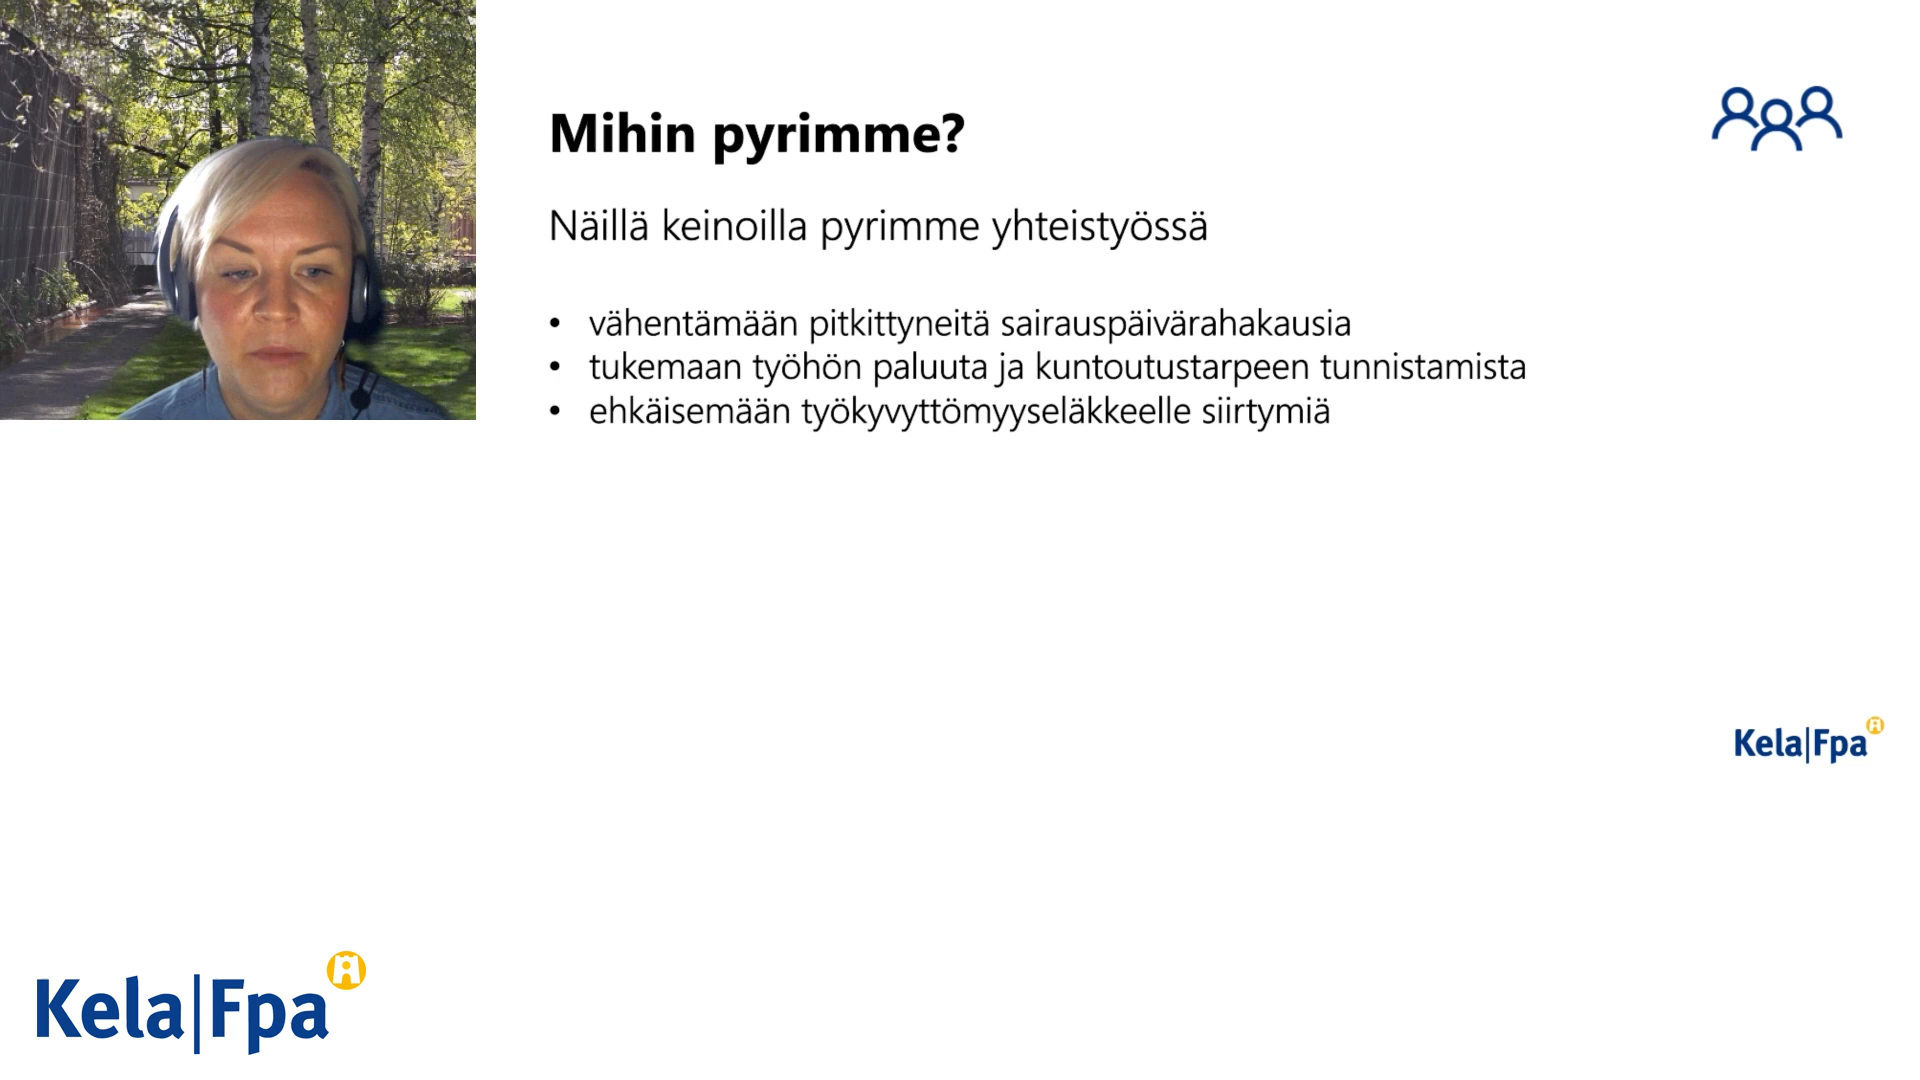 Mihin pyrimme?
Näillä keinoilla pyrimme yhteistyössä
• vähentämään pitkittyneitä sairauspäivärahakausia
• tukemaan työhön paluuta ja kuntoutustarpeen tunnistamista
• ehkäisemään työkyvyttömyyseläkkeelle siirtymiä
Kela|Fpa
Kela|Fpa